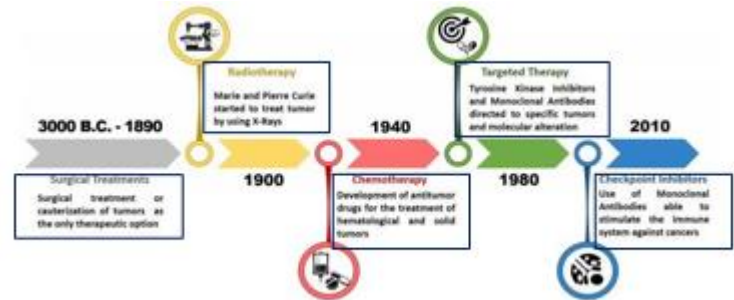 3000 B.C. - 1890
Surgical Treatments
Surgical treatment or
cauterization of tumors as
the only therapeutic option
Radiotherapy
Marie and Pierre Curie
started to treat tumor
by using X-Rays
1900
1940
Chemotherapy
Development of antitumor
drugs for the treatment of
hematological and solid
tumors
Targeted Therapy
Tyrosine Kinase Inhibitors
and Monoclonal Antibodies
directed to specific tumors
and molecular alteration
1980
2010
Checkpoint Inhibitors
Use of Monoclonal
Antibodies able to
stimulate the immune
system against cancers